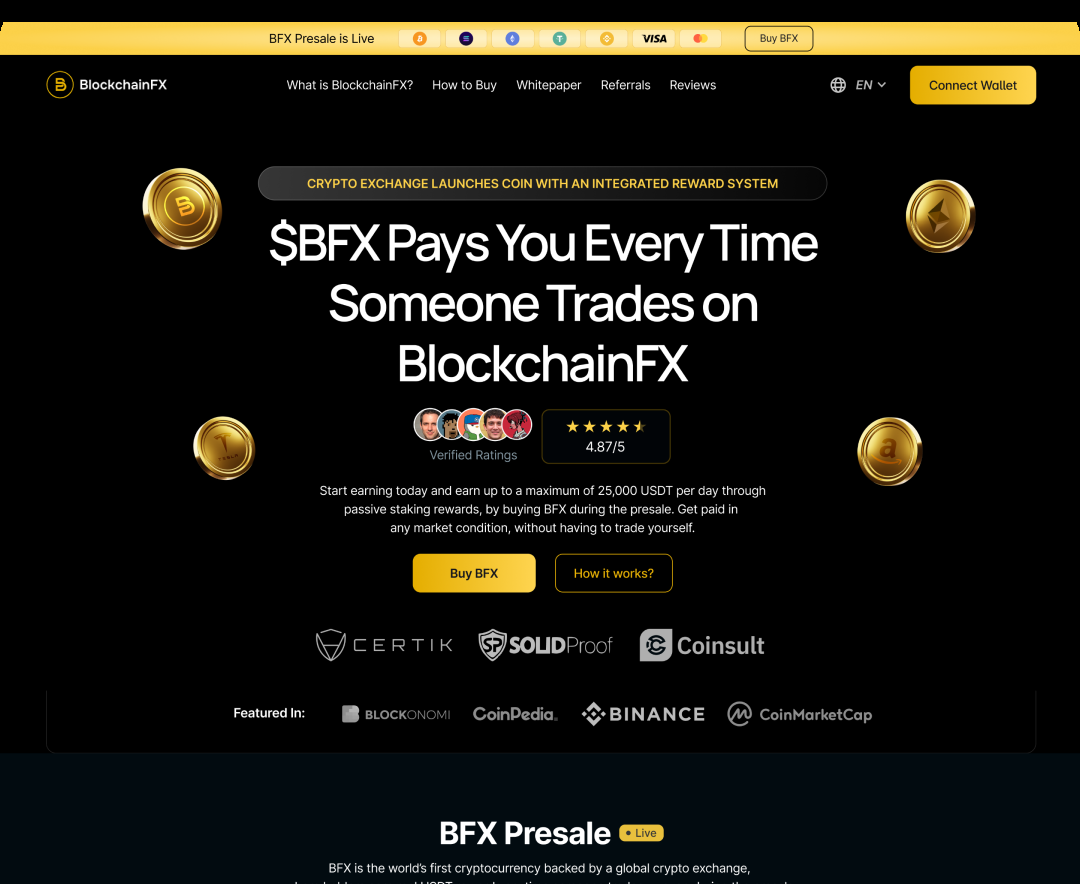 BFX Presale is Live
VISA
Buy BFX
BlockchainFX
What is BlockchainFX?
How to Buy
Whitepaper
Referrals
Reviews
EN
Connect Wallet
CRYPTO EXCHANGE LAUNCHES COIN WITH AN INTEGRATED REWARD SYSTEM
$BFX Pays You Every Time
Someone Trades on
BlockchainFX
Verified Ratings
4.87/5
TESLA
Start earning today and earn up to a maximum of 25,000 USDT per day through
passive staking rewards, by buying BFX during the presale. Get paid in
any market condition, without having to trade yourself.
Buy BFX
How it works?
CERTIK
SOLIDProof
Coinsult
Featured In:
BLOCKONOMI
CoinPedia
BINANCE
CoinMarketCap
BFX Presale
Live
BFX is the world's first cryptocurrency backed by a global crypto exchange,